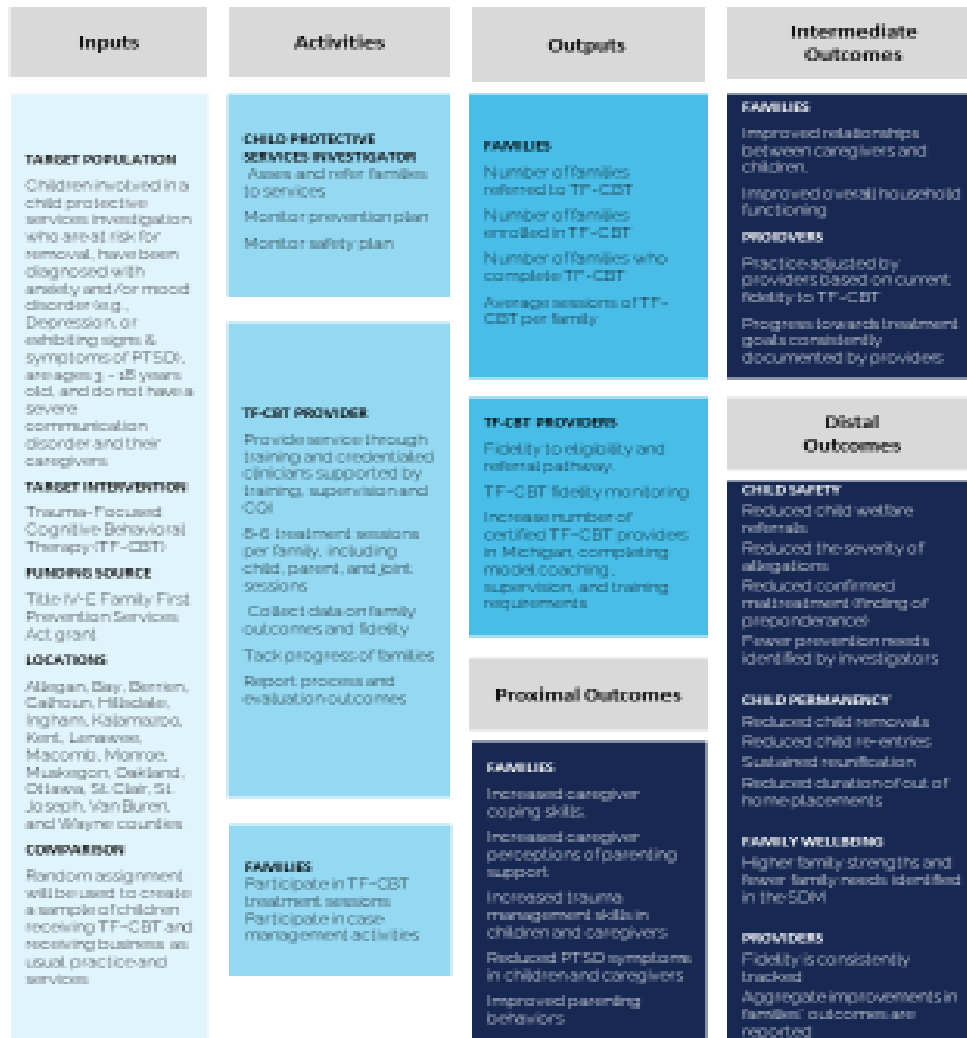 Inputs
TARGET POPULATION
Children involved in a
child protective
services investigation
who are at risk for
removal, have been
diagnosed with
anxiety and/or mood
disorder (e.g.,
Depression, or
exhibiting signs &
symptoms of PTSD),
are ages 3 - 18 years
old, and do not have a
severe
communication
disorder and their
caregivers
TARGET INTERVENTION
Trauma-Focused
Cognitive Behavioral
Therapy (TF-CBT)
FUNDING SOURCE
Title IV-E Family First
Prevention Services
Act grant
LOCATIONS
Allegan, Bay, Berrien,
Calhoun, Hillsdale,
Ingham, Kalamazoo,
Kent, Lenawee,
Macomb, Monroe,
Muskegon, Oakland,
Ottawa, St. Clair, St.
Joseph, Van Buren,
and Wayne counties
COMPARISON
Random assignment
will be used to create
a sample of children
receiving TF-CBT and
receiving business as
usual practice and
services
Activities
CHILD PROTECTIVE
SERVICES INVESTIGATOR
Asses and refer families
to services
Monitor prevention plan
Monitor safety plan
TF-CBT PROVIDER
Provide service through
training and credentialed
clinicians supported by
training, supervision and
CQI
treatment sessions
per family, including
child, parent, and joint
sessions
Collect data on family
outcomes and fidelity
Tack progress of families
Report process and
evaluation outcomes
FAMILIES
Participate in TF-CBT
treatment sessions
Participate in case
management activities
Outputs
FAMILIES
Number of families
referred to TF-CBT
Number of families
enrolled in TF-CBT
Number of families who
complete TF-CBT
Average sessions of TF-
CBT per family
TF-CBT PROVIDERS
Fidelity to eligibility and
referral pathway.
TF-CBT fidelity monitoring
Increase number of
certified TF-CBT providers
in Michigan, completing
model coaching,
supervision, and training
requirements
Proximal Outcomes
FAMILIES
Increased caregiver
coping skills.
Increased caregiver
perceptions of parenting
support
Increased trauma
management skills in
children and caregivers
Reduced PTSD symptoms
in children and caregivers
Improved parenting
behaviors
Intermediate
Outcomes
FAMILIES
Improved relationships
between caregivers and
children.
Improved overall household
functioning
PROIDVERS
Practice adjusted by
providers based on current
fidelity to TF-CBT
Progress towards treatment
goals consistently
documented by providers
Distal
Outcomes
CHILD SAFETY
Reduced child welfare
referrals
Reduced the severity of
allegations
Reduced confirmed
maltreatment (finding of
preponderance)
Fewer prevention needs
identified by investigators
CHILD PERMANENCY
Reduced child removals
Reduced child re-entries
Sustained reunification
Reduced duration of out of
home placements
FAMILY WELLBEING
Higher family strengths and
fewer family needs identified
in the SDM
PROVIDERS
Fidelity is consistently
tracked
Aggregate improvements in
families' outcomes are
reported